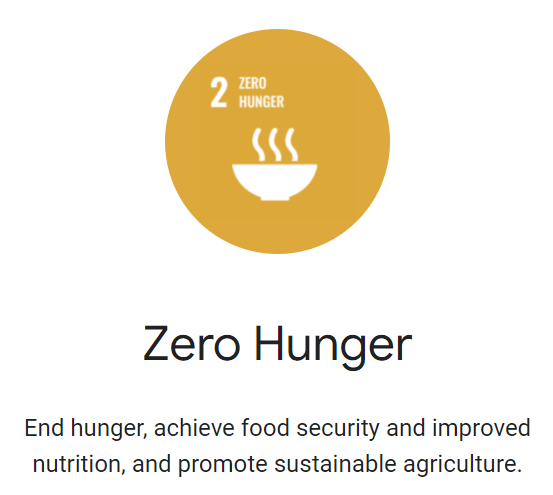 2 ZERO
HUNGER
Zero Hunger
End hunger, achieve food security and improved
nutrition, and promote sustainable agriculture.